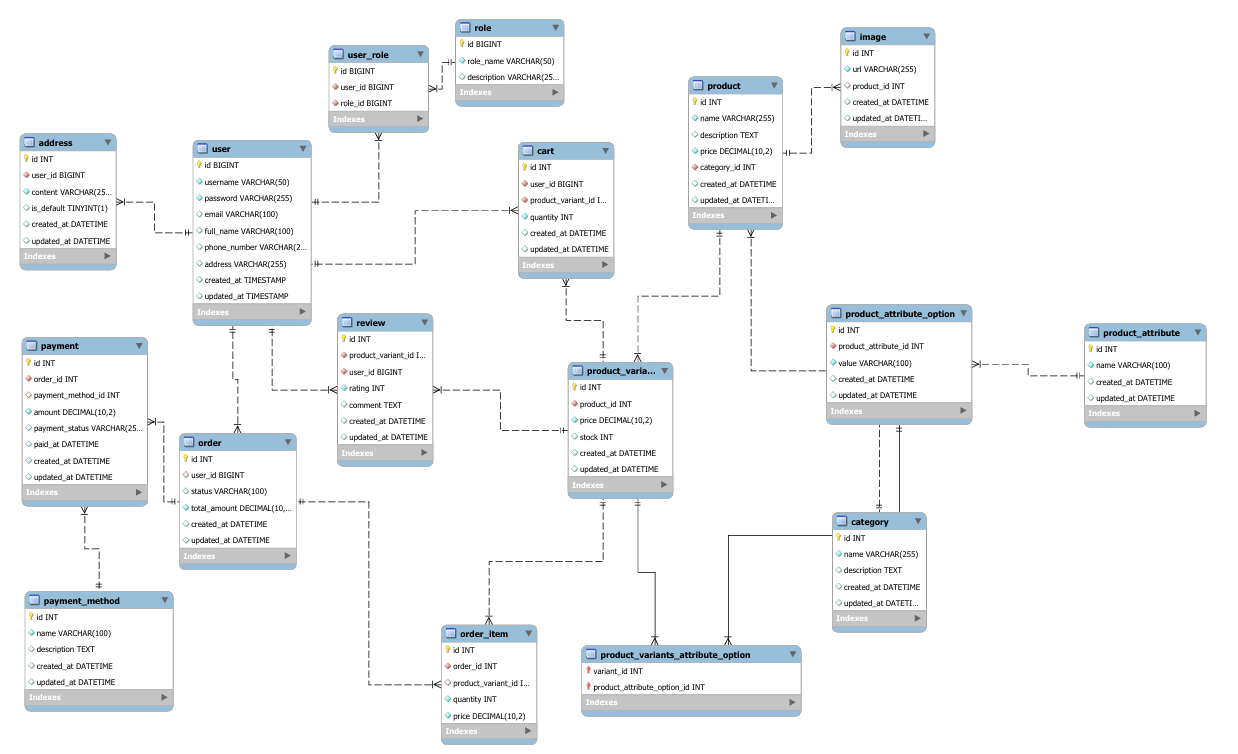 role
id BIGINT
role_name VARCHAR(50)
description VARCHAR(25...
Indexes
user_role
id BIGINT
user_id BIGINT
role_id BIGINT
Indexes
image
id INT
url VARCHAR(255)
product_id INT
created_at DATETIME
updated_at DATETI...
Indexes
product
id INT
name VARCHAR(255)
description TEXT
price DECIMAL(10,2)
category_id INT
created_at DATETIME
updated_at DATETI...
Indexes
address
id INT
user_id BIGINT
content VARCHAR(25...
is_default TINYINT(1)
created_at DATETIME
updated_at DATETIME
Indexes
user
id BIGINT
username VARCHAR(50)
password VARCHAR(255)
email VARCHAR(100)
full_name VARCHAR(100)
phone_number VARCHAR(2...
address VARCHAR(255)
created_at TIMESTAMP
updated_at TIMESTAMP
Indexes
cart
id INT
user_id BIGINT
product_variant_id I...
quantity INT
created_at DATETIME
updated_at DATETIME
Indexes
review
id INT
product_variant_id I...
user_id BIGINT
rating INT
comment TEXT
created_at DATETIME
updated_at DATETIME
Indexes
product_attribute_option
id INT
product_attribute_id INT
value VARCHAR(100)
created_at DATETIME
updated_at DATETIME
Indexes
product_attribute
id INT
name VARCHAR(100)
created_at DATETIME
updated_at DATETIME
Indexes
payment
id INT
order_id INT
payment_method_id INT
amount DECIMAL(10,2)
payment_status VARCHAR(25...
paid_at DATETIME
created_at DATETIME
updated_at DATETIME
Indexes
product_varia...
id INT
product_id INT
price DECIMAL(10,2)
stock INT
created_at DATETIME
updated_at DATETIME
Indexes
order
id INT
user_id BIGINT
status VARCHAR(100)
total_amount DECIMAL(10,...
created_at DATETIME
updated_at DATETIME
Indexes
category
id INT
name VARCHAR(255)
description TEXT
created_at DATETIME
updated_at DATETI...
Indexes
payment_method
id INT
name VARCHAR(100)
description TEXT
created_at DATETIME
updated_at DATETIME
Indexes
order_item
id INT
order_id INT
product_variant_id I...
quantity INT
price DECIMAL(10,2)
Indexes
product_variants_attribute_option
variant_id INT
product_attribute_option_id INT
Indexes